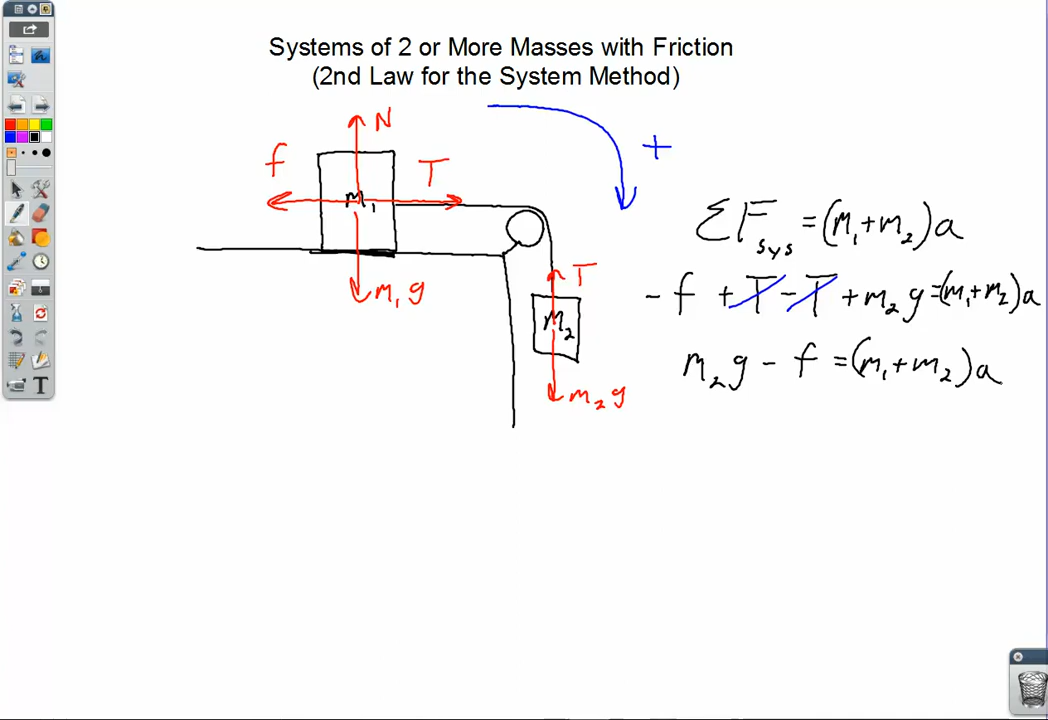 Systems of 2 or More Masses with Friction
(2nd Law for the System Method)
N
f
T
+
m₁
ΣF_sys = (m₁+m₂)a
T
m₁g
- f + T - T + m₂g = (m₁+m₂)a
m₂
m₂g - f = (m₁+m₂)a
m₂g
T